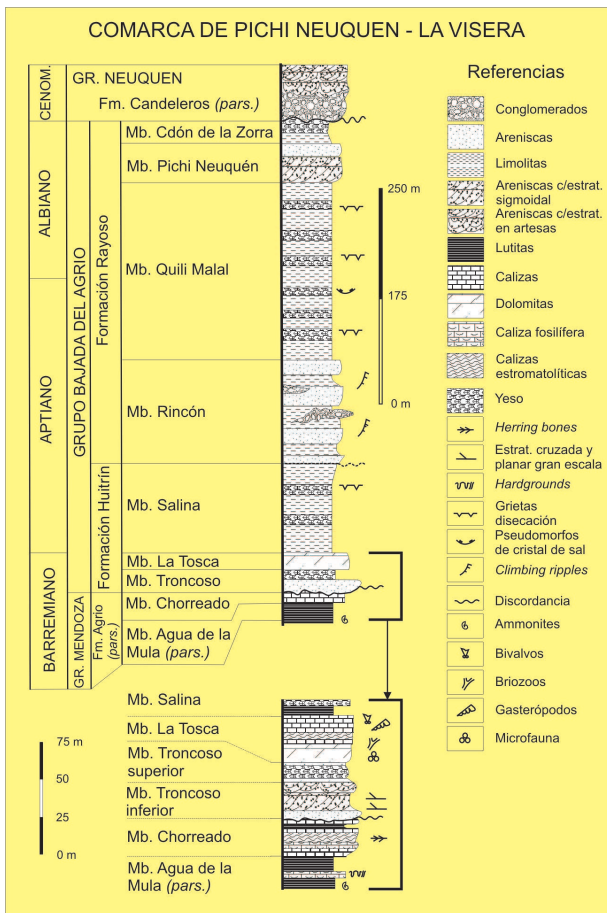 COMARCA DE PICHI NEUQUEN - LA VISERA
CENOM.
ALBIANO
APTIANO
BARREMIANO
GR. NEUQUEN
Fm. Candeleros (pars.)
GRUPO BAJADA DEL AGRIO
GR. MENDOZA
Formación Rayoso
Formación Huitrín
Fm. Agrio
(pars.)
Mb. Cdón de la Zorra
Mb. Pichi Neuquén
Mb. Quili Malal
Mb. Rincón
Mb. Salina
Mb. La Tosca
Mb. Troncoso
Mb. Chorreado
Mb. Agua de la
Mula (pars.)
250 m
175
0 m
Mb. Salina
Mb. La Tosca
Mb. Troncoso
superior
Mb. Troncoso
inferior
Mb. Chorreado
Mb. Agua de la
Mula (pars.)
75 m
50
25
0 m
Referencias
Conglomerados
Areniscas
Limolitas
Areniscas c/estrat.
sigmoidal
Areniscas c/estrat.
en artesas
Lutitas
Calizas
Dolomitas
Caliza fosilífera
Calizas
estromatolíticas
Yeso
Herring bones
Estrat. cruzada y
planar gran escala
Hardgrounds
Grietas
disecación
Pseudomorfos
de cristal de sal
Climbing ripples
Discordancia
Ammonites
Bivalvos
Briozoos
Gasterópodos
Microfauna